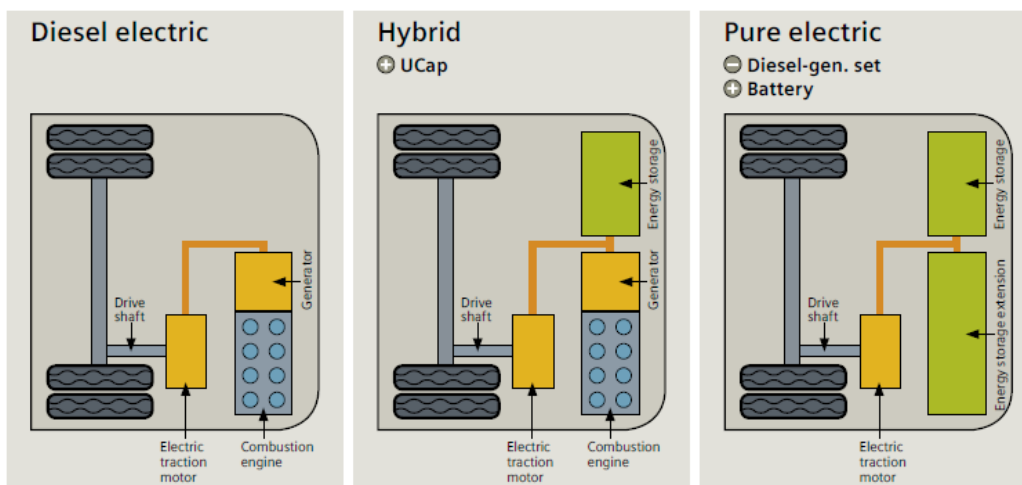 Diesel electric
Generator
Drive
shaft
Electric
traction
motor
Combustion
engine
Hybrid
+ UCap
Energy storage
Generator
Drive
shaft
Electric
traction
motor
Combustion
engine
Pure electric
− Diesel-gen. set
+ Battery
Energy storage
Energy storage extension
Drive
shaft
Electric
traction
motor